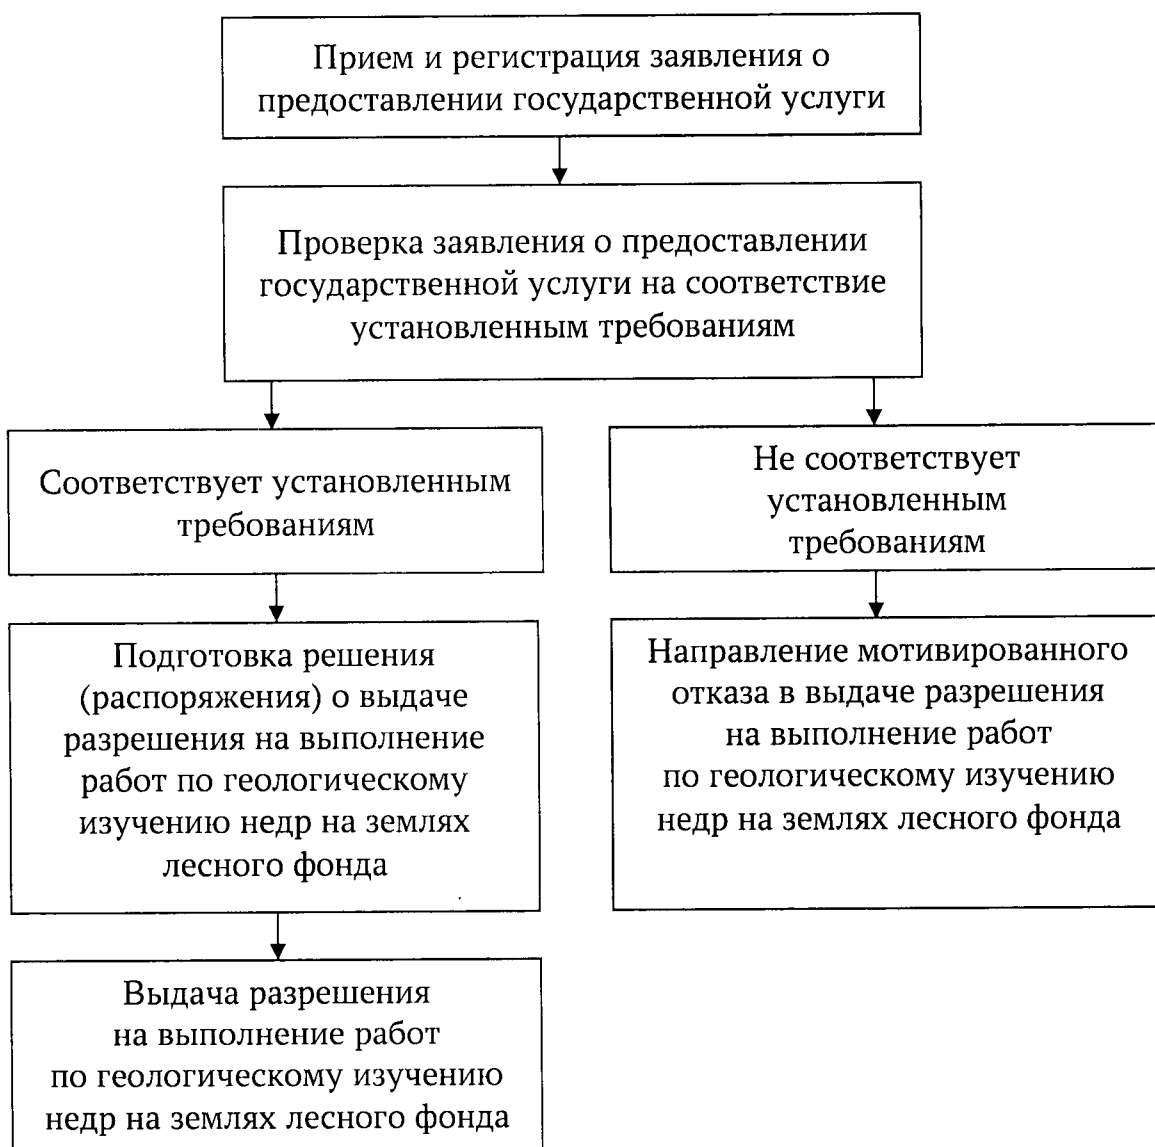 Прием и регистрация заявления о
предоставлении государственной услуги
Проверка заявления о предоставлении
государственной услуги на соответствие
установленным требованиям
Соответствует установленным
требованиям
Не соответствует
установленным
требованиям
Подготовка решения
(распоряжения) о выдаче
разрешения на выполнение
работ по геологическому
изучению недр на землях
лесного фонда
Направление мотивированного
отказа в выдаче разрешения
на выполнение работ
по геологическому изучению
недр на землях лесного фонда
Выдача разрешения
на выполнение работ
по геологическому изучению
недр на землях лесного фонда